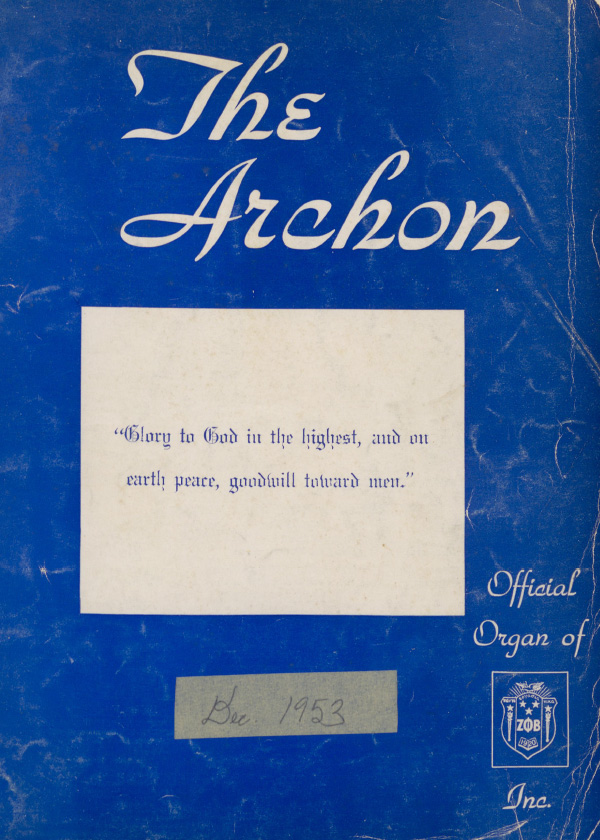 The
Archon
“Glory to God in the highest, and on
earth peace, goodwill toward men.”
Official
Organ of
ΖΦΒ
1920
Inc.
Dec. 1953